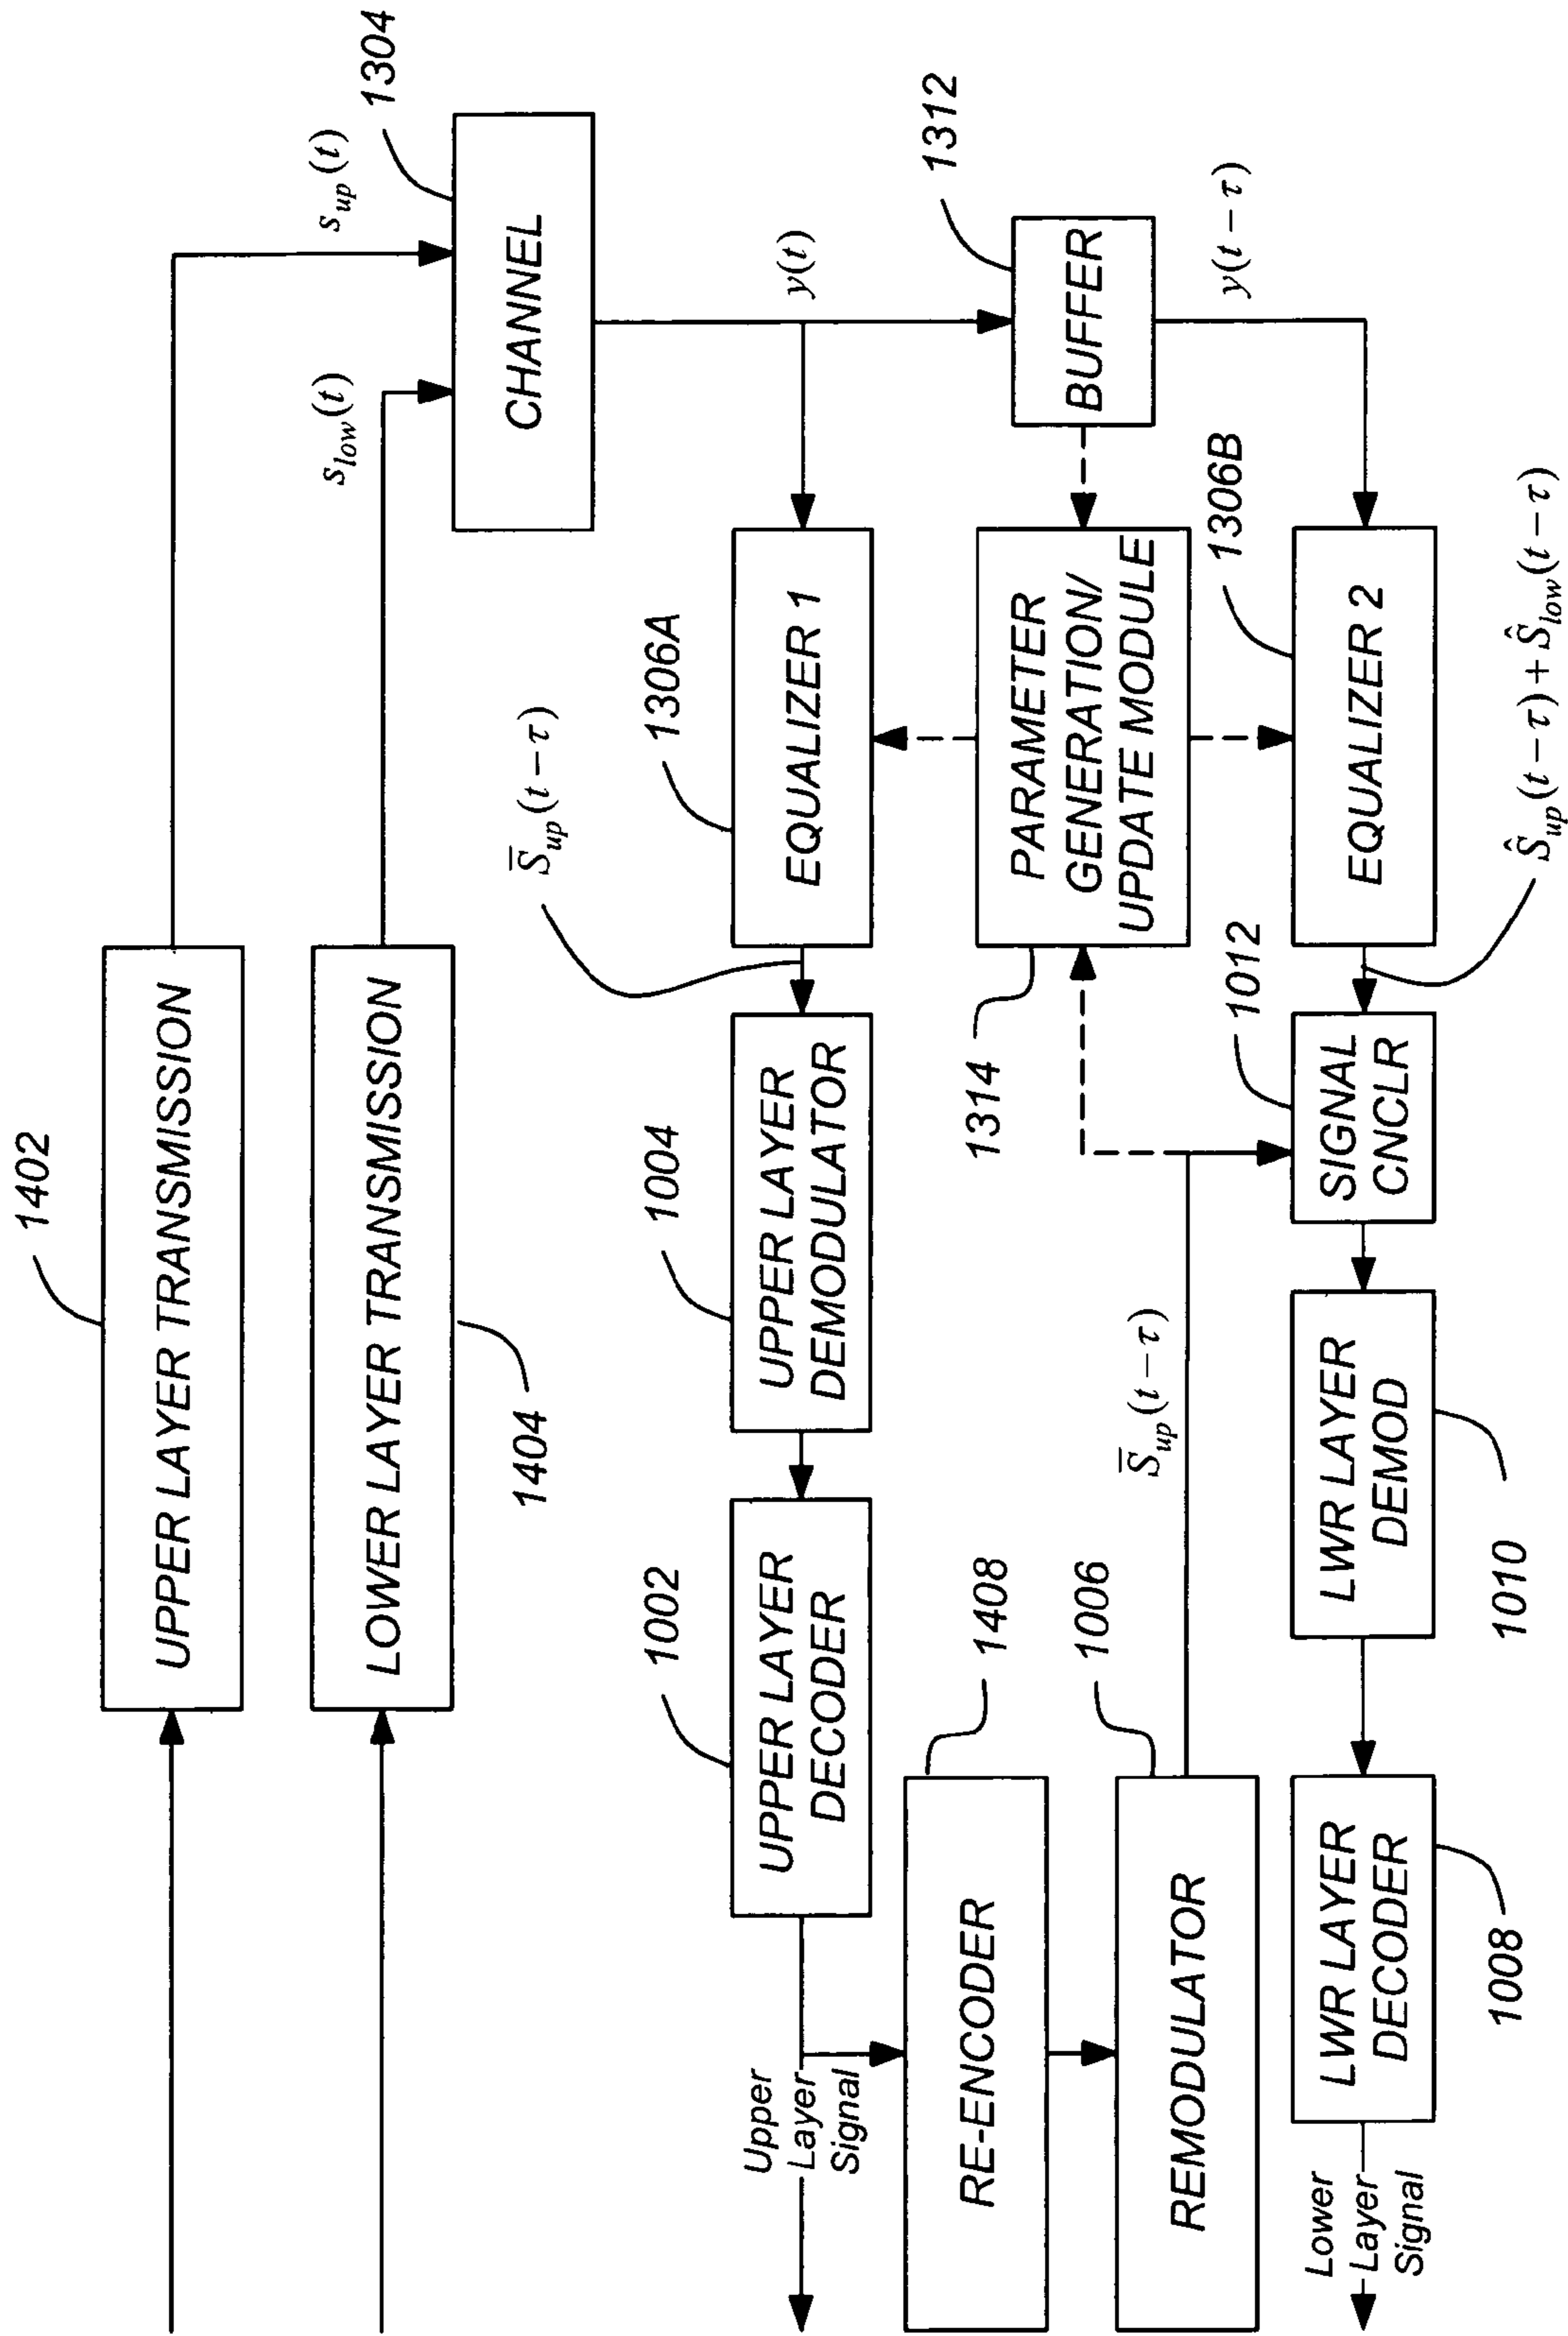 1402
UPPER LAYER TRANSMISSION
s_up(t)
1304
LOWER LAYER TRANSMISSION
1404
s_low(t)
CHANNEL
y(t)
S̅_up(t−τ)
1306A
EQUALIZER 1
1004
UPPER LAYER
DEMODULATOR
1002
UPPER LAYER
DECODER
Upper
Layer
Signal
1312
BUFFER
y(t−τ)
PARAMETER
GENERATION/
UPDATE MODULE
1314
1408
RE-ENCODER
1006
REMODULATOR
S̅_up(t−τ)
1306B
EQUALIZER 2
Ŝ_up(t−τ)+Ŝ_low(t−τ)
1012
SIGNAL
CNCLR
LWR LAYER
DEMOD
1010
LWR LAYER
DECODER
1008
Lower
Layer
Signal